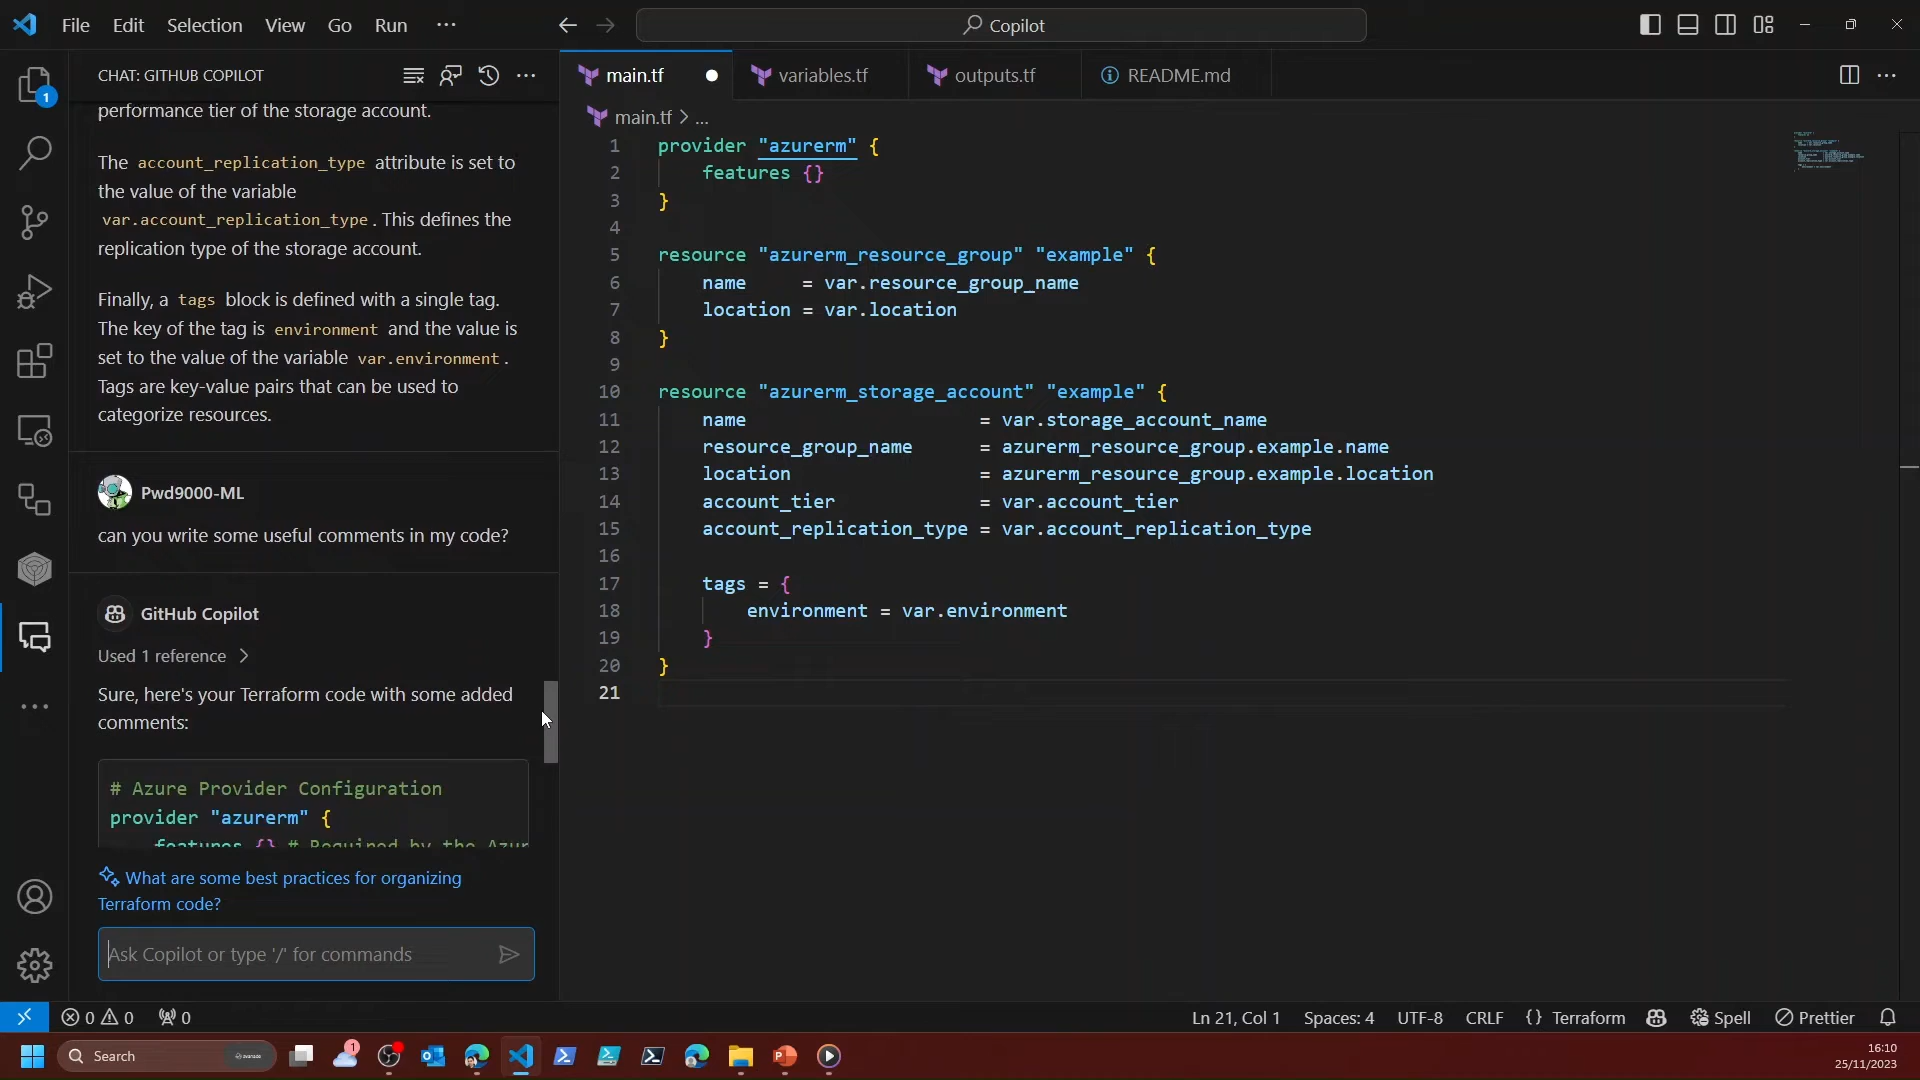 File Edit Selection View Go Run ...
Copilot
CHAT: GITHUB COPILOT
main.tf
variables.tf
outputs.tf
README.md
1
performance tier of the storage account.
The account_replication_type attribute is set to
the value of the variable
var.account_replication_type. This defines the
replication type of the storage account.
Finally, a tags block is defined with a single tag.
The key of the tag is environment and the value is
set to the value of the variable var.environment.
Tags are key-value pairs that can be used to
categorize resources.
Pwd9000-ML
can you write some useful comments in my code?
GitHub Copilot
Used 1 reference >
Sure, here's your Terraform code with some added
comments:
# Azure Provider Configuration
provider "azurerm" {
features {} # Required by the Azur
What are some best practices for organizing
Terraform code?
Ask Copilot or type '/' for commands
main.tf > ...
1 provider "azurerm" {
2     features {}
3 }
4
5 resource "azurerm_resource_group" "example" {
6     name     = var.resource_group_name
7     location = var.location
8 }
9
10 resource "azurerm_storage_account" "example" {
11     name                     = var.storage_account_name
12     resource_group_name      = azurerm_resource_group.example.name
13     location                 = azurerm_resource_group.example.location
14     account_tier             = var.account_tier
15     account_replication_type = var.account_replication_type
16
17     tags = {
18         environment = var.environment
19     }
20 }
21
0 0 0
Ln 21, Col 1 Spaces: 4 UTF-8 CRLF {} Terraform Spell Prettier
Search
1
16:10
25/11/2023